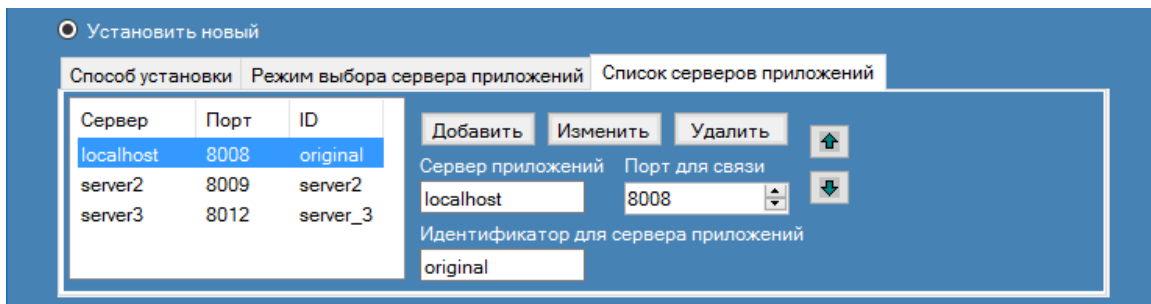 Установить новый
Способ установки Режим выбора сервера приложений Список серверов приложений
Сервер Порт ID
localhost 8008 original
server2 8009 server2
server3 8012 server_3
Добавить Изменить Удалить
Сервер приложений Порт для связи
localhost 8008
Идентификатор для сервера приложений
original